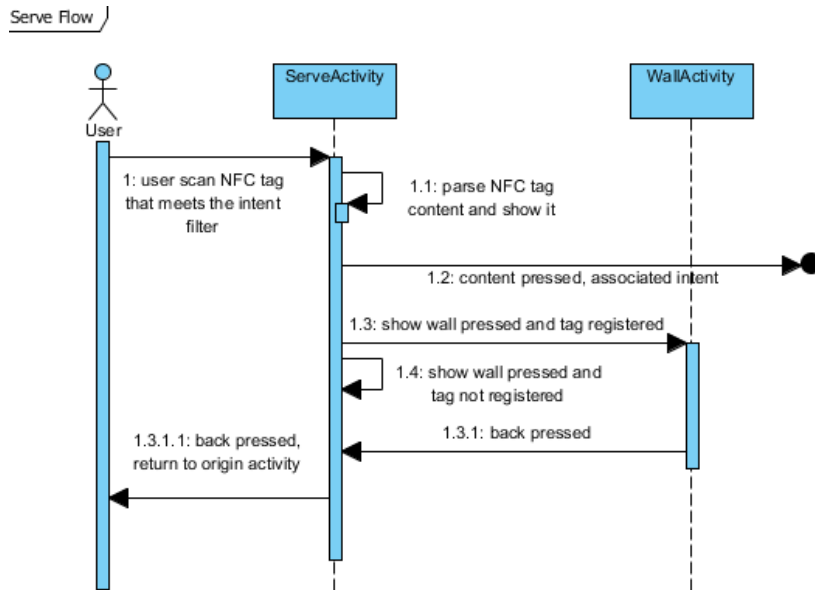 Serve Flow
ServeActivity
WallActivity
User
1: user scan NFC tag
that meets the intent
filter
1.1: parse NFC tag
content and show it
1.2: content pressed, associated intent
1.3: show wall pressed and tag registered
1.4: show wall pressed and
tag not registered
1.3.1: back pressed
1.3.1.1: back pressed,
return to origin activity